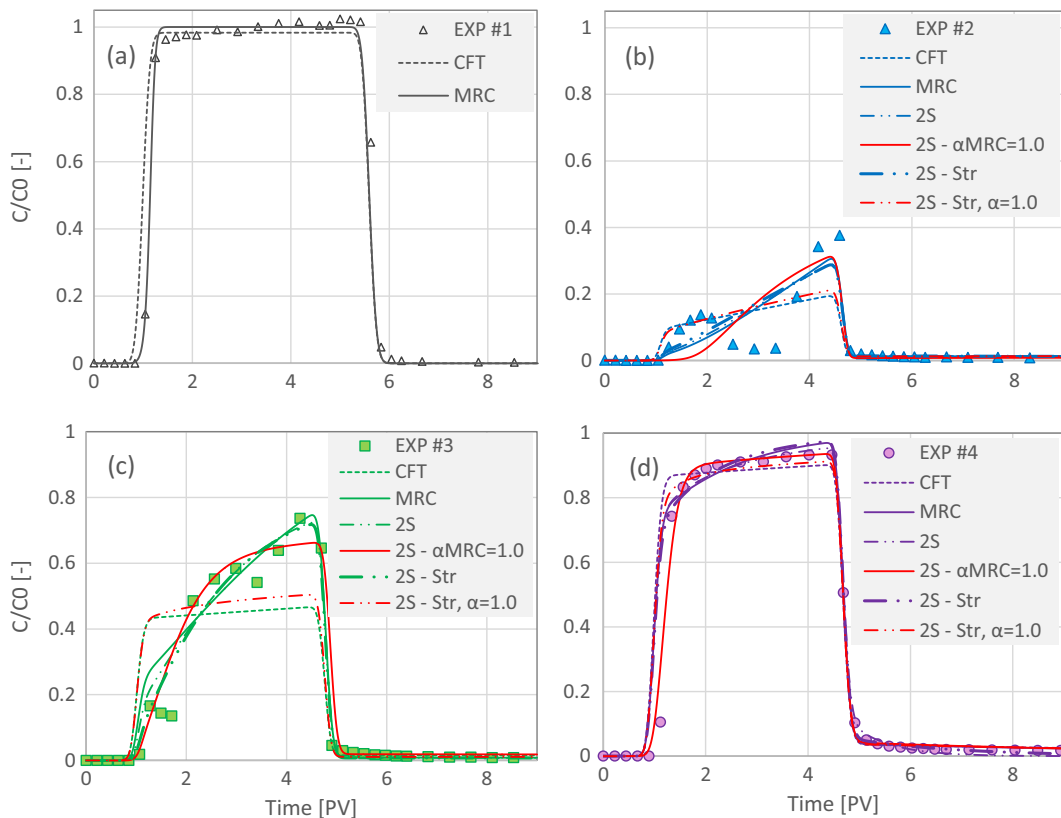 (a)
EXP #1
CFT
MRC
C/C0 [-]
1
0.8
0.6
0.4
0.2
0
0 2 4 6 8
(b)
EXP #2
CFT
MRC
2S
2S - αMRC=1.0
2S - Str
2S - Str, α=1.0
1
0.8
0.6
0.4
0.2
0
0 2 4 6 8
(c)
EXP #3
CFT
MRC
2S
2S - αMRC=1.0
2S - Str
2S - Str, α=1.0
C/C0 [-]
1
0.8
0.6
0.4
0.2
0
0 2 4 6 8
Time [PV]
(d)
EXP #4
CFT
MRC
2S
2S - αMRC=1.0
2S - Str
2S - Str, α=1.0
1
0.8
0.6
0.4
0.2
0
0 2 4 6 8
Time [PV]